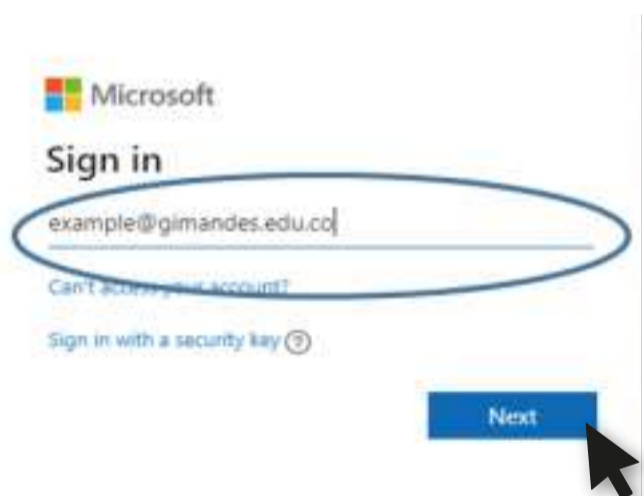 Microsoft
Sign in
example@gimandes.edu.co
Can't access your account?
Sign in with a security key
Next